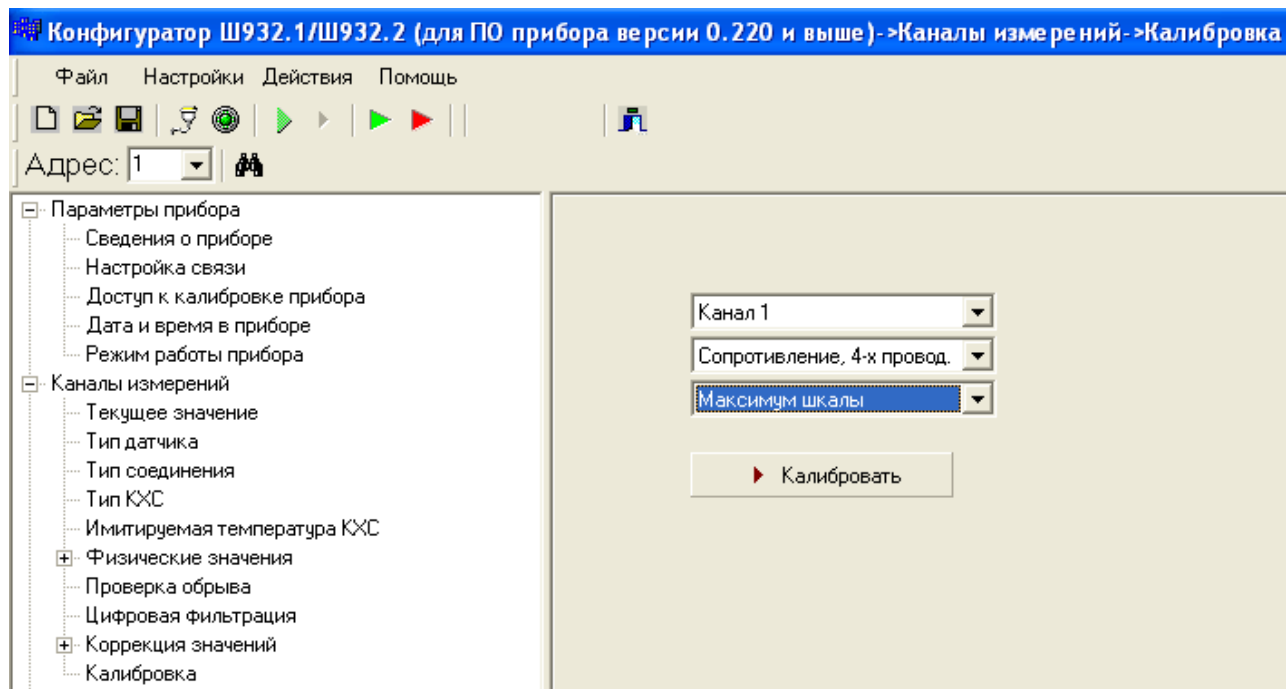 Конфигуратор Ш932.1/Ш932.2 (для ПО прибора версии 0.220 и выше)->Каналы измерений->Калибровка
Файл Настройки Действия Помощь
Адрес: 1
Параметры прибора
Сведения о приборе
Настройка связи
Доступ к калибровке прибора
Дата и время в приборе
Режим работы прибора
Каналы измерений
Текущее значение
Тип датчика
Тип соединения
Тип КХС
Имитируемая температура КХС
Физические значения
Проверка обрыва
Цифровая фильтрация
Коррекция значений
Калибровка
Канал 1
Сопротивление, 4-х провод.
Максимум шкалы
Калибровать